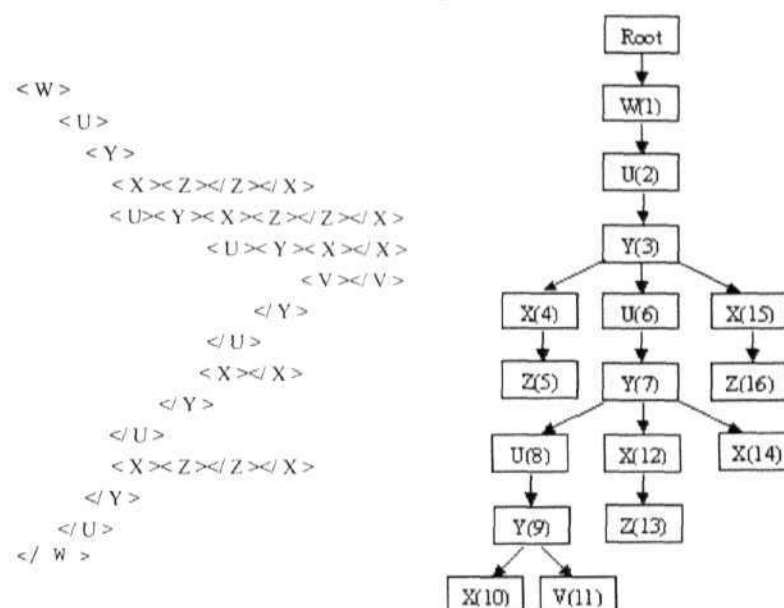 < W >
< U >
< Y >
< X >< Z ></ Z ></ X >
< U >< Y >< X >< Z ></ Z ></ X >
< U >< Y >< X ></ X >
< V ></ V >
</ Y >
</ U >
< X ></ X >
</ Y >
</ U >
< X >< Z ></ Z ></ X >
</ Y >
</ U >
</ W >
Root
W(1)
U(2)
Y(3)
X(4) U(6) X(15)
Z(5) Y(7) Z(16)
U(8) X(12) X(14)
Y(9) Z(13)
X(10) V(11)